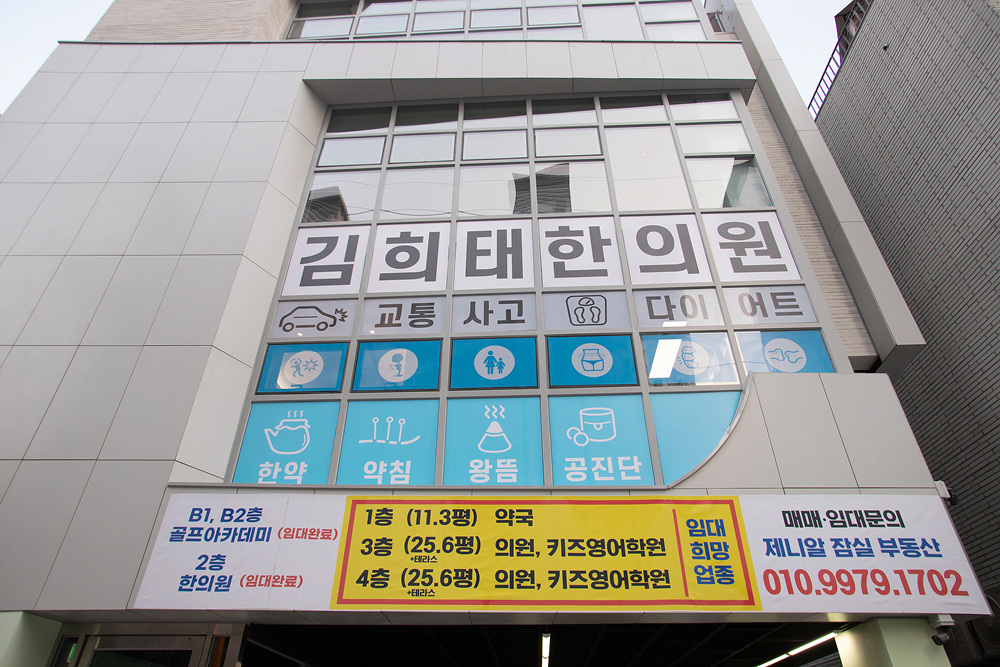 김희태한의원
교통 사고 다이어트
한약 약침 왕뜸 공진단
B1, B2층
골프아카데미 (임대완료)
2층
한의원 (임대완료)
1층 (11.3평) 약국
3층 (25.6평) 의원, 키즈영어학원
+테라스
4층 (25.6평) 의원, 키즈영어학원
+테라스
임대
희망
업종
매매·임대문의
제니알 잠실 부동산
010.9979.1702